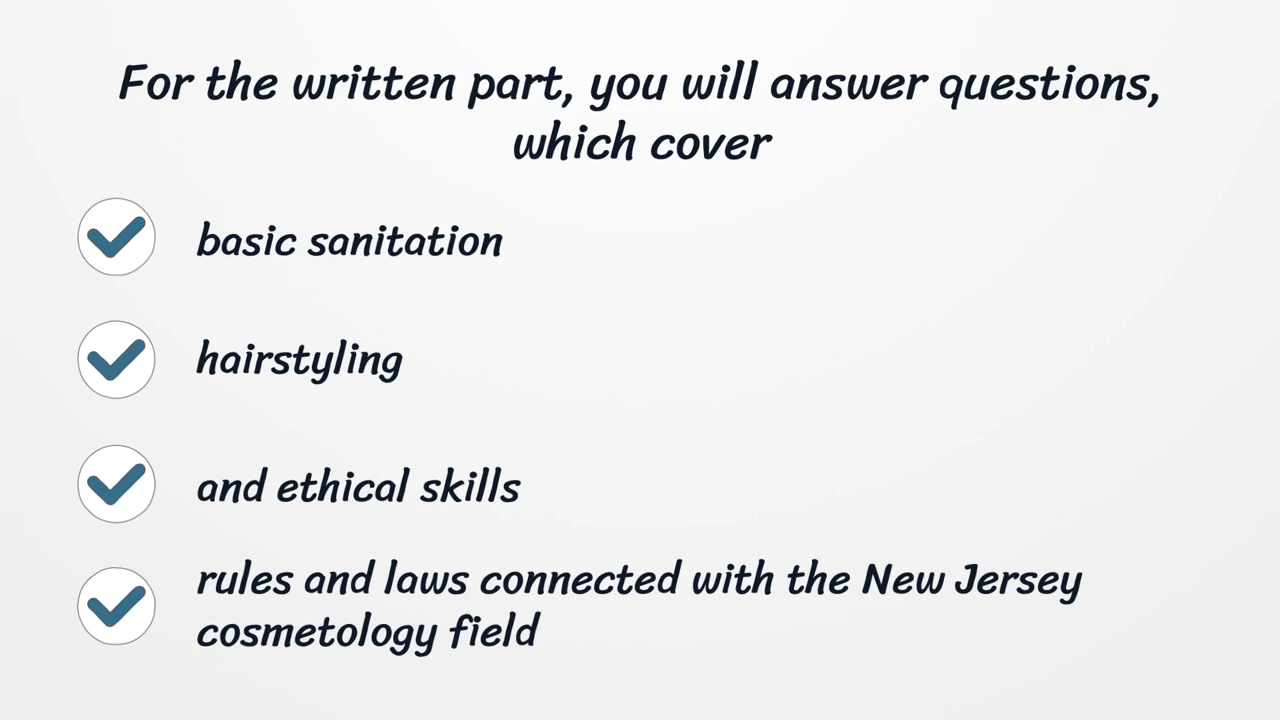 For the written part, you will answer questions,
which cover
basic sanitation
hairstyling
and ethical skills
rules and laws connected with the New Jersey
cosmetology field